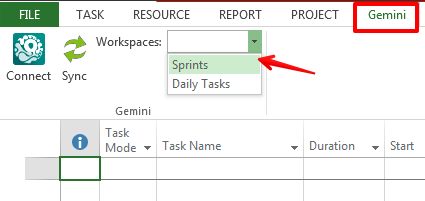 FILE TASK RESOURCE REPORT PROJECT Gemini
Workspaces:
Connect Sync
Sprints
Daily Tasks
Gemini
Task Mode Task Name Duration Start